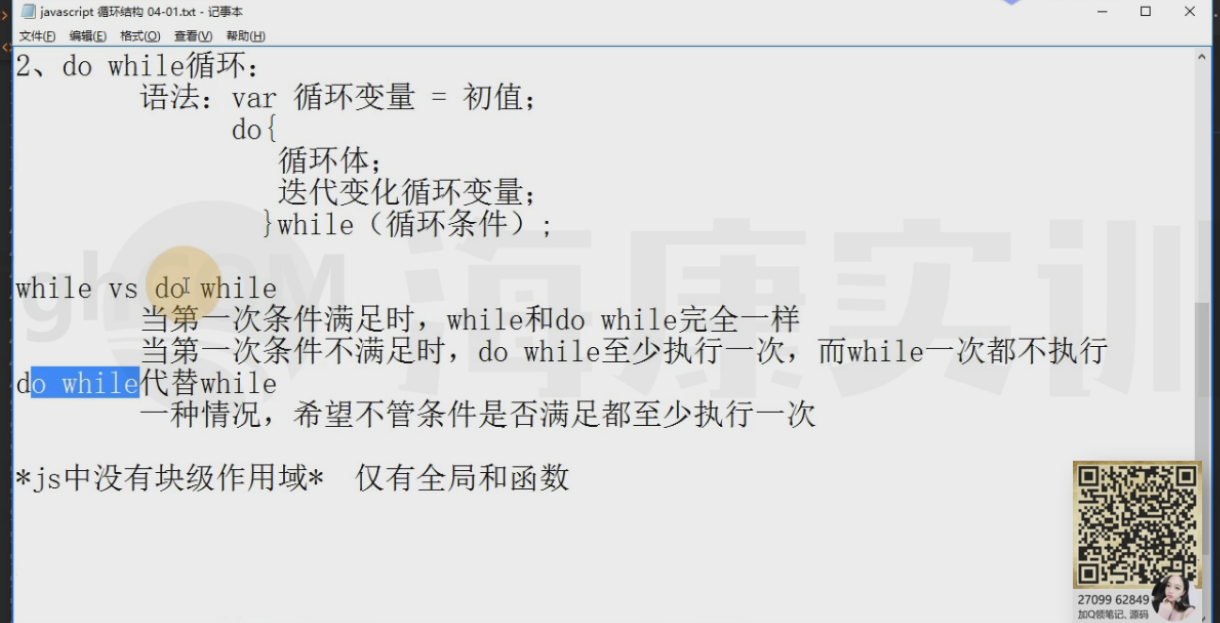 javascript 循环结构 04-01.txt - 记事本
文件(F) 编辑(E) 格式(O) 查看(V) 帮助(H)
2、do while循环：
语法：var 循环变量 = 初值；
do{
循环体；
迭代变化循环变量；
}while（循环条件）;
while vs do while
当第一次条件满足时，while和do while完全一样
当第一次条件不满足时，do while至少执行一次，而while一次都不执行
do while代替while
一种情况，希望不管条件是否满足都至少执行一次
*js中没有块级作用域* 仅有全局和函数
海康实训
27099 62849
加Q领笔记、源码